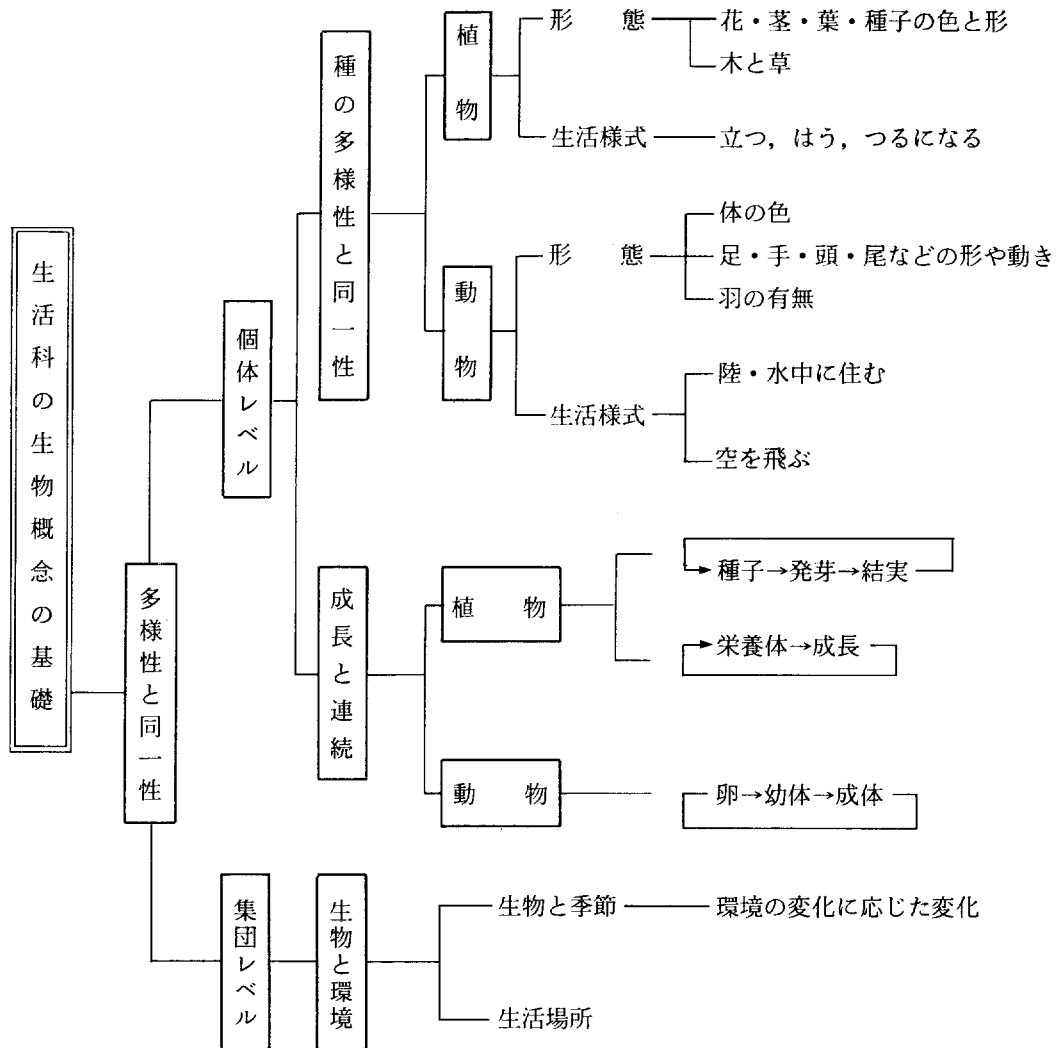 生活科の生物概念の基礎
多様性と同一性
個体レベル
種の多様性と同一性
植物
形 態
花・茎・葉・種子の色と形
木と草
生活様式
立つ，はう，つるになる
動物
形 態
体の色
足・手・頭・尾などの形や動き
羽の有無
生活様式
陸・水中に住む
空を飛ぶ
成長と連続
植 物
種子→発芽→結実
栄養体→成長
動 物
卵→幼体→成体
集団レベル
生物と環境
生物と季節
環境の変化に応じた変化
生活場所